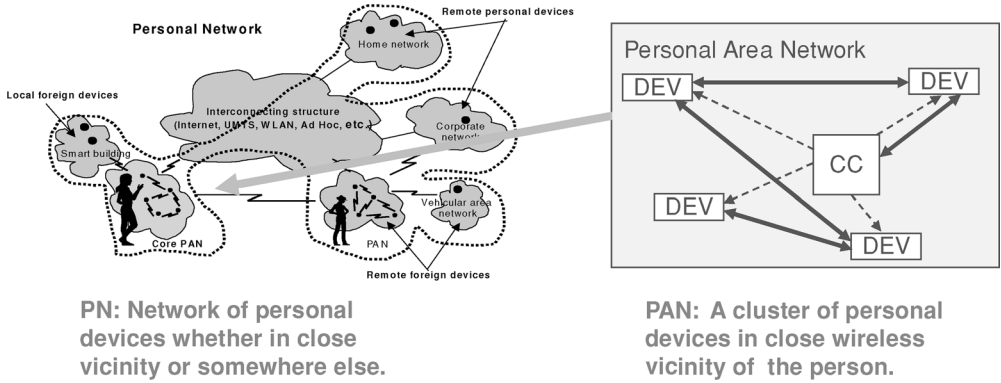 Personal Network
Remote personal devices
Home network
Local foreign devices
Interconnecting structure
(Internet, UMTS, WLAN, Ad Hoc, etc.)
Corporate
network
Smart building
Vehicular area
network
Core PAN
PAN
Remote foreign devices
Personal Area Network
DEV
DEV
CC
DEV
DEV
PN: Network of personal
devices whether in close
vicinity or somewhere else.
PAN: A cluster of personal
devices in close wireless
vicinity of the person.